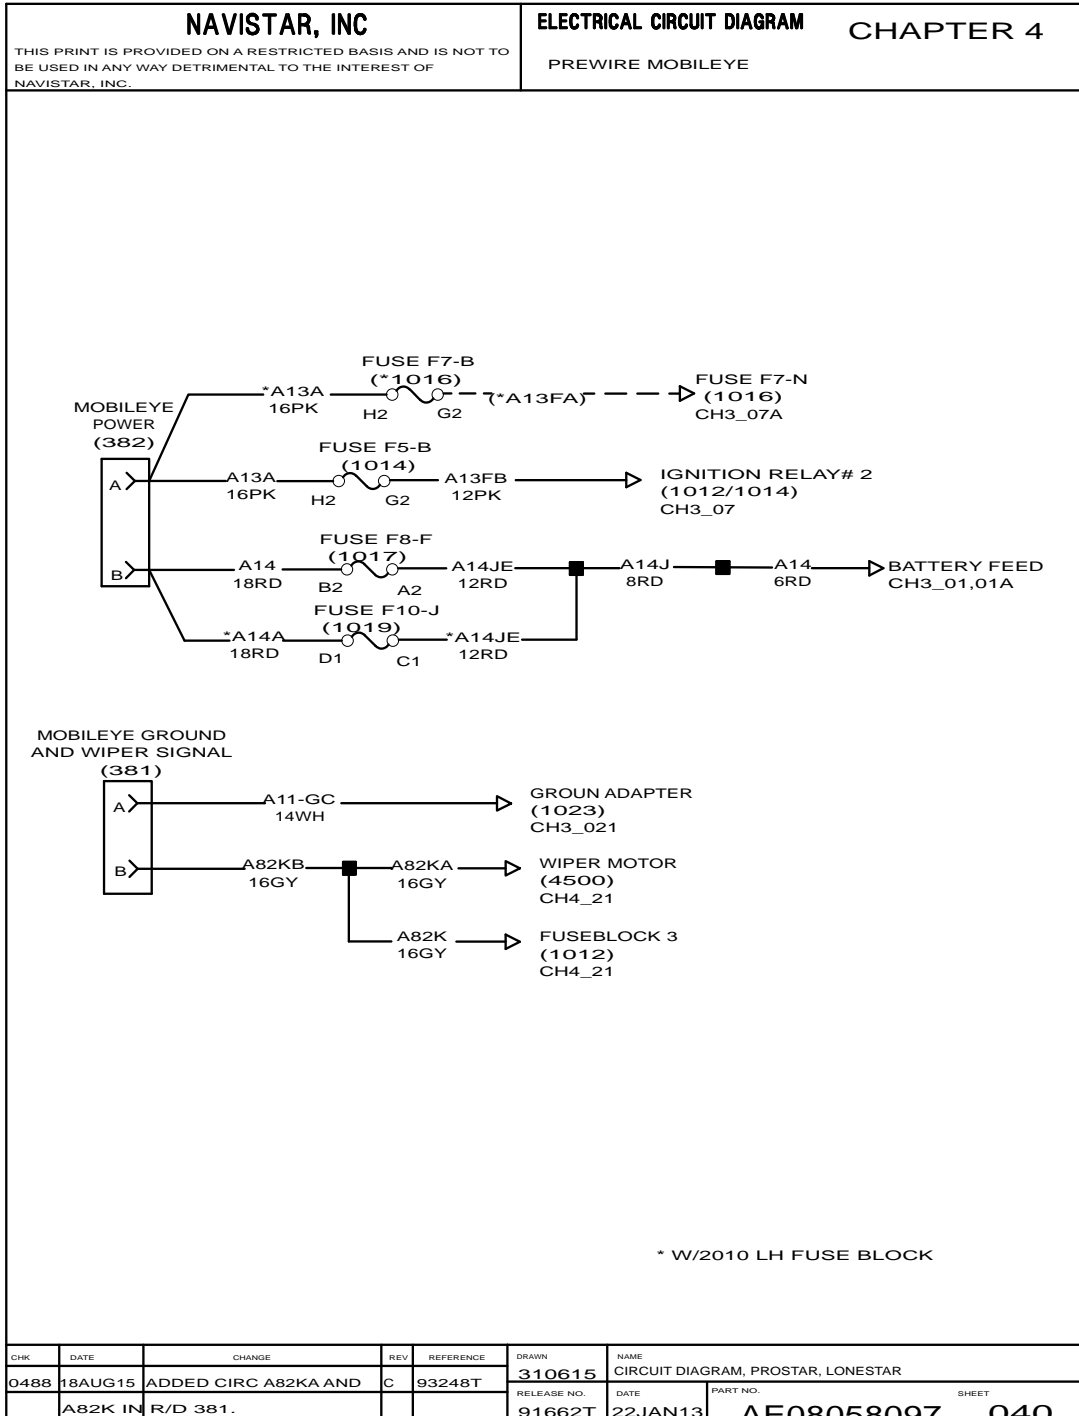 NAVISTAR, INC
THIS PRINT IS PROVIDED ON A RESTRICTED BASIS AND IS NOT TO
BE USED IN ANY WAY DETRIMENTAL TO THE INTEREST OF
NAVISTAR, INC.
ELECTRICAL CIRCUIT DIAGRAM
CHAPTER 4
PREWIRE MOBILEYE
FUSE F7-B
(*1016)
*A13A
16PK
H2
G2
(*A13FA)
FUSE F7-N
(1016)
CH3_07A
MOBILEYE
POWER
(382)
A
B
FUSE F5-B
(1014)
A13A
16PK
H2
G2
A13FB
12PK
IGNITION RELAY# 2
(1012/1014)
CH3_07
FUSE F8-F
(1017)
A14
18RD
B2
A2
A14JE
12RD
A14J
8RD
A14
6RD
BATTERY FEED
CH3_01,01A
FUSE F10-J
(1019)
*A14A
18RD
D1
C1
*A14JE
12RD
MOBILEYE GROUND
AND WIPER SIGNAL
(381)
A
B
A11-GC
14WH
GROUN ADAPTER
(1023)
CH3_021
A82KB
16GY
A82KA
16GY
WIPER MOTOR
(4500)
CH4_21
A82K
16GY
FUSEBLOCK 3
(1012)
CH4_21
* W/2010 LH FUSE BLOCK
CHK DATE CHANGE REV REFERENCE
0488 18AUG15 ADDED CIRC A82KA AND C 93248T
A82K IN R/D 381.
DRAWN
310615
NAME
CIRCUIT DIAGRAM, PROSTAR, LONESTAR
RELEASE NO.
91662T
DATE
22JAN13
PART NO.
AE08058097
SHEET
040